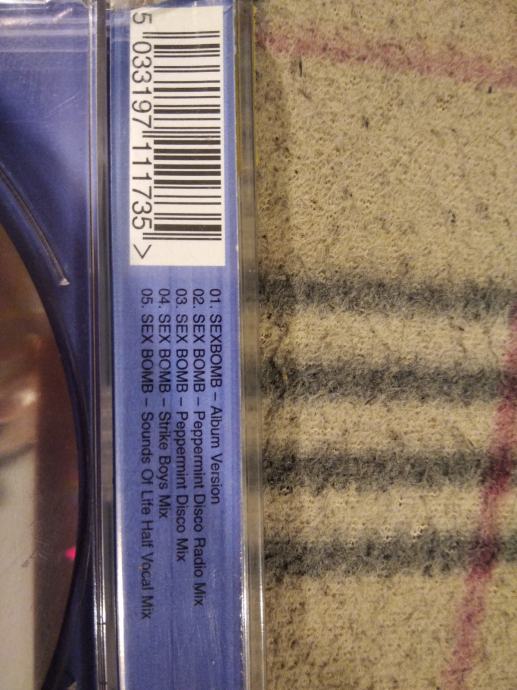 5 033197 111735 >
01. SEXBOMB – Album Version
02. SEX BOMB – Peppermint Disco Radio Mix
03. SEX BOMB – Peppermint Disco Mix
04. SEX BOMB – Strike Boys Mix
05. SEX BOMB – Sounds Of Life Half Vocal Mix